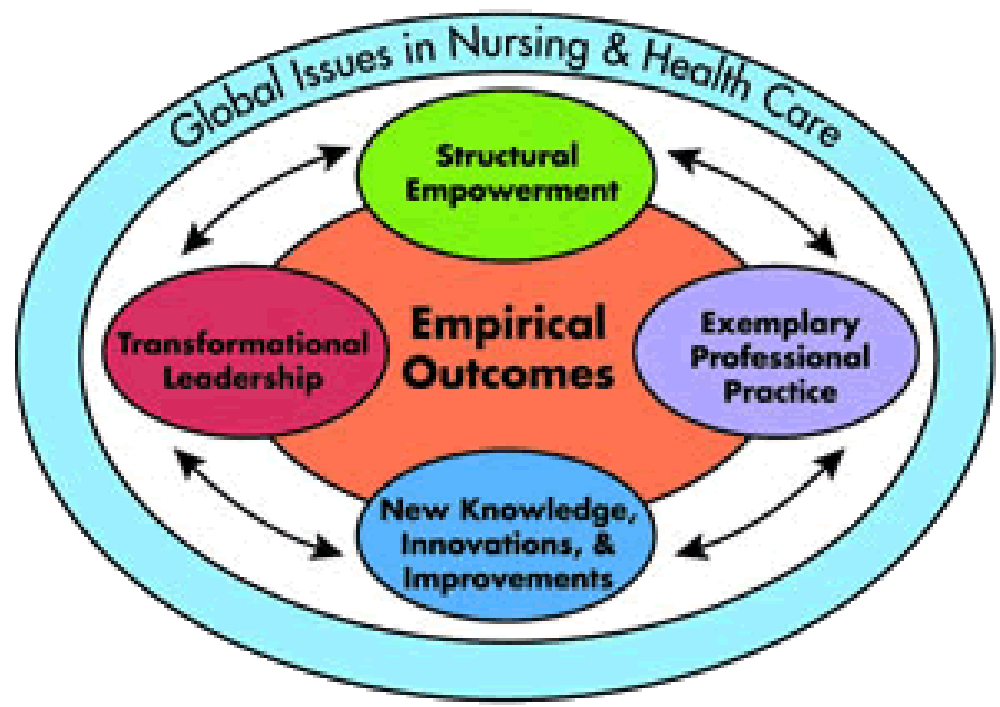 Global Issues in Nursing & Health Care
Structural
Empowerment
Transformational
Leadership
Empirical
Outcomes
Exemplary
Professional
Practice
New Knowledge,
Innovations, &
Improvements